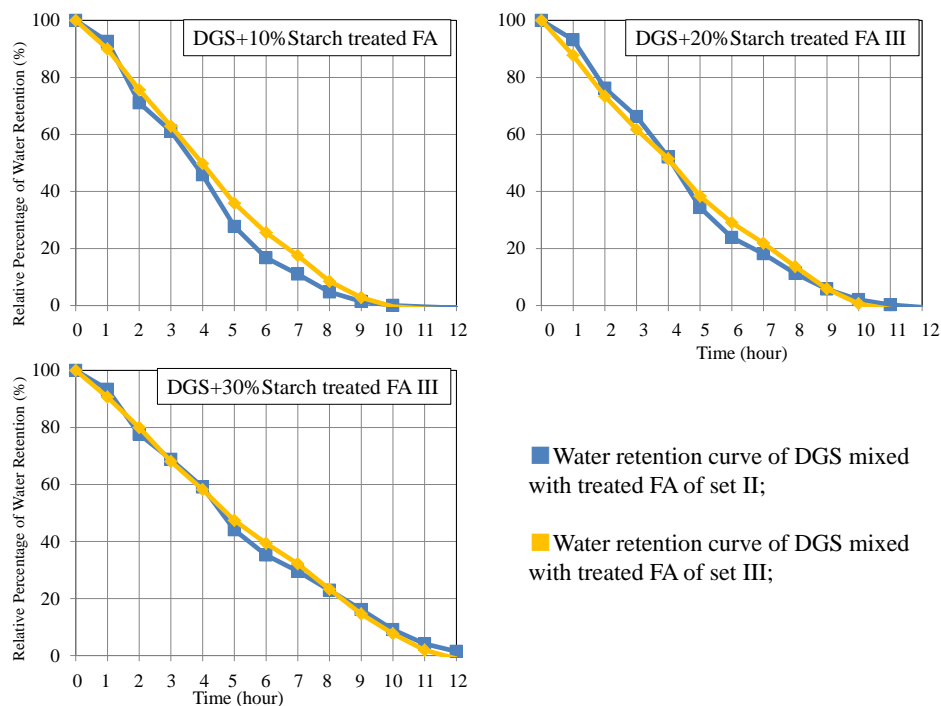 DGS+10%Starch treated FA
Relative Percentage of Water Retention (%)
100
80
60
40
20
0
0 1 2 3 4 5 6 7 8 9 10 11 12
DGS+20%Starch treated FA III
100
80
60
40
20
0
0 1 2 3 4 5 6 7 8 9 10 11 12
Time (hour)
DGS+30%Starch treated FA III
Relative Percentage of Water Retention (%)
100
80
60
40
20
0
0 1 2 3 4 5 6 7 8 9 10 11 12
Time (hour)
Water retention curve of DGS mixed
with treated FA of set II;
Water retention curve of DGS mixed
with treated FA of set III;